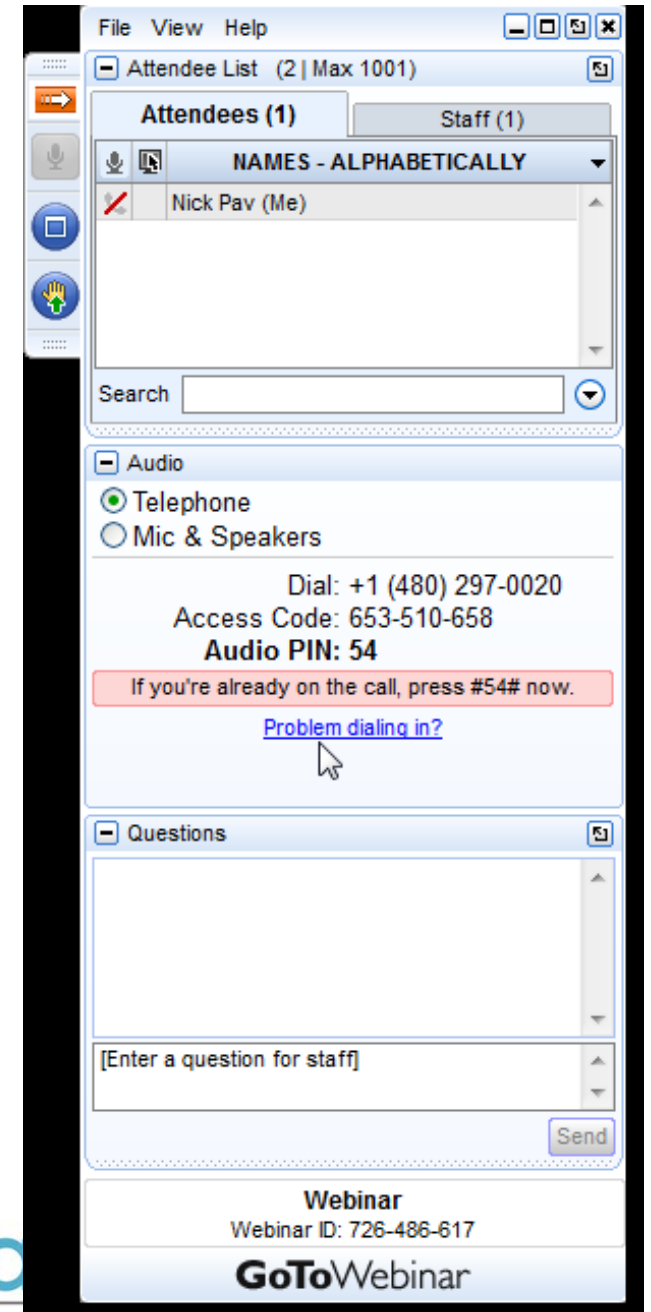 File View Help
Attendee List (2 | Max 1001)
Attendees (1) Staff (1)
NAMES - ALPHABETICALLY
Nick Pav (Me)
Search
Audio
Telephone
Mic & Speakers
Dial: +1 (480) 297-0020
Access Code: 653-510-658
Audio PIN: 54
If you're already on the call, press #54# now.
Problem dialing in?
Questions
[Enter a question for staff]
Send
Webinar
Webinar ID: 726-486-617
GoToWebinar